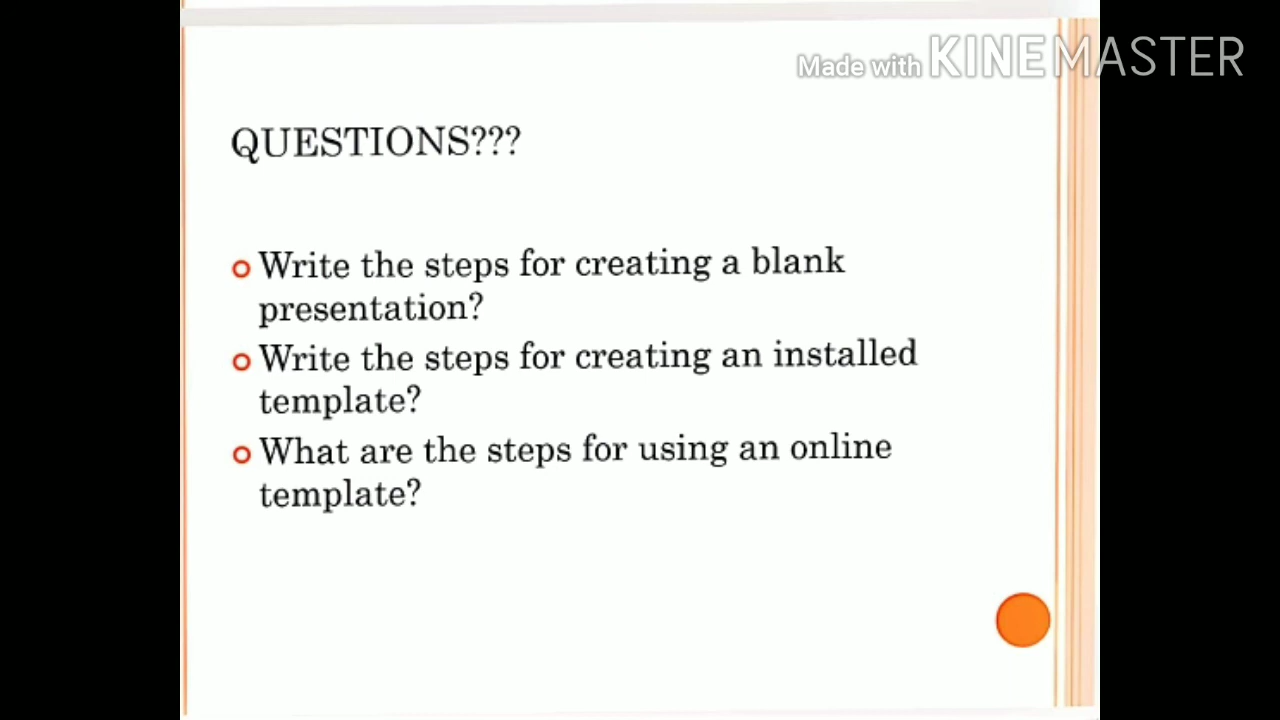 Made with KINEMASTER
QUESTIONS???
Write the steps for creating a blank
presentation?
Write the steps for creating an installed
template?
What are the steps for using an online
template?